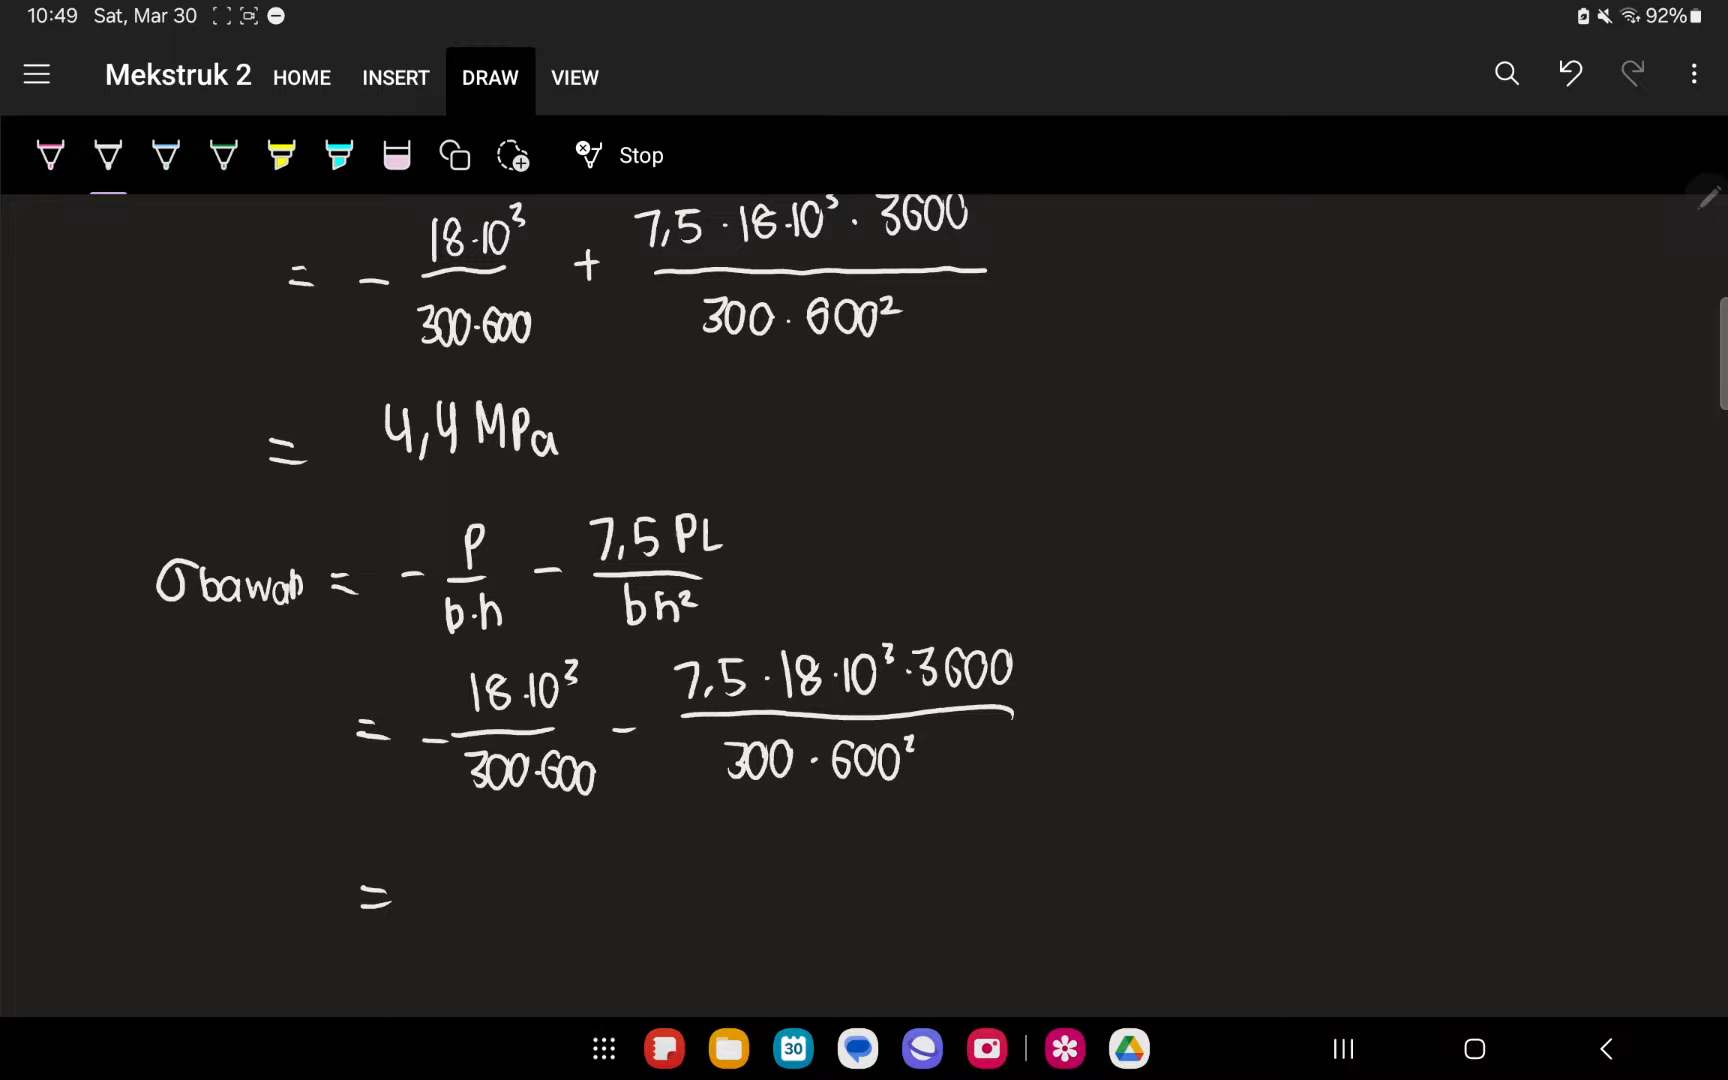 10:49 Sat, Mar 30 92%
Mekstruk 2 HOME INSERT DRAW VIEW
Stop
= - 18·10³/300·600 + 7,5·18·10³·3600/300·600²
= 4,4 MPa
σbawah = - P/b·h - 7,5 PL/bh²
= - 18·10³/300·600 - 7,5·18·10³·3600/300·600²
=
30